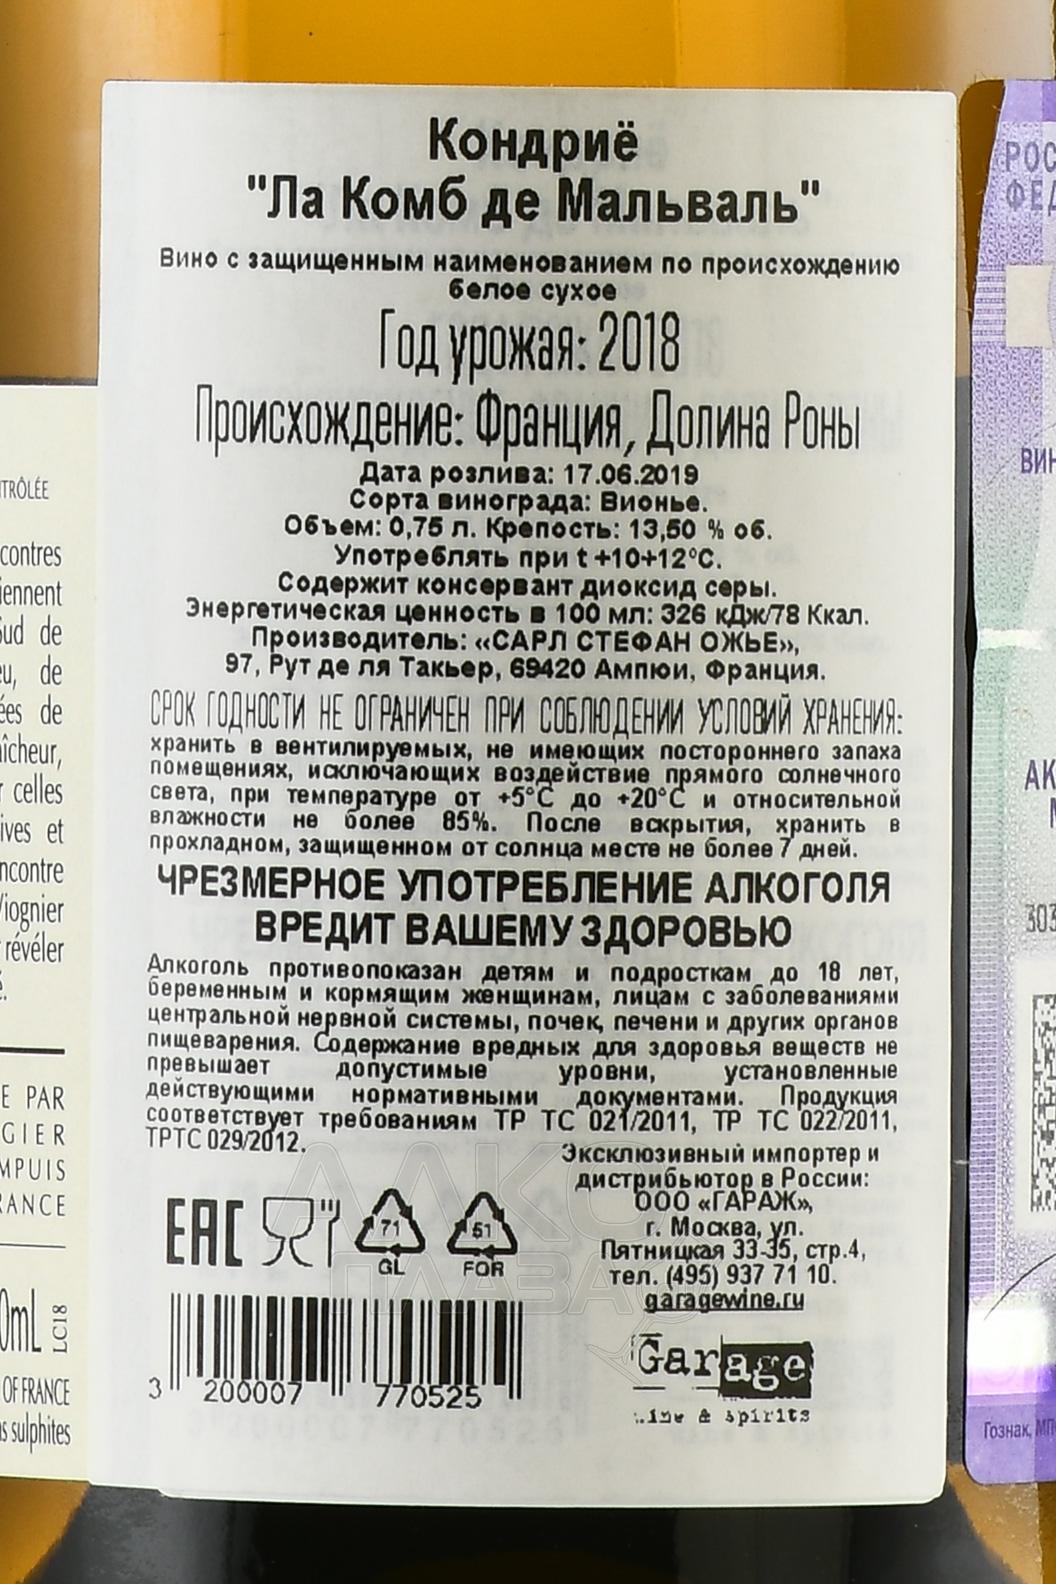 Кондриё
"Ла Комб де Мальваль"
Вино с защищенным наименованием по происхождению
белое сухое
Год урожая: 2018
Происхождение: Франция, Долина Роны
Дата розлива: 17.06.2019
Сорта винограда: Вионье.
Объем: 0,75 л. Крепость: 13,50 % об.
Употреблять при t +10+12°С.
Содержит консервант диоксид серы.
Энергетическая ценность в 100 мл: 326 кДж/78 Ккал.
Производитель: «САРЛ СТЕФАН ОЖЬЕ»,
97, Рут де ля Такьер, 69420 Ампюи, Франция.
СРОК ГОДНОСТИ НЕ ОГРАНИЧЕН ПРИ СОБЛЮДЕНИИ УСЛОВИЙ ХРАНЕНИЯ:
хранить в вентилируемых, не имеющих постороннего запаха
помещениях, исключающих воздействие прямого солнечного
света, при температуре от +5°С до +20°С и относительной
влажности не более 85%. После вскрытия, хранить в
прохладном, защищенном от солнца месте не более 7 дней.
ЧРЕЗМЕРНОЕ УПОТРЕБЛЕНИЕ АЛКОГОЛЯ
ВРЕДИТ ВАШЕМУ ЗДОРОВЬЮ
Алкоголь противопоказан детям и подросткам до 18 лет,
беременным и кормящим женщинам, лицам с заболеваниями
центральной нервной системы, почек, печени и других органов
пищеварения. Содержание вредных для здоровья веществ не
превышает допустимые уровни, установленные
действующими нормативными документами. Продукция
соответствует требованиям ТР ТС 021/2011, ТР ТС 022/2011,
ТРТС 029/2012.
Эксклюзивный импортер и
дистрибьютор в России:
ООО «ГАРАЖ»,
г. Москва, ул.
Пятницкая 33-35, стр.4,
тел. (495) 937 71 10.
garagewine.ru
EAC
71
GL
51
FOR
3 200007 770525
Garage
wine & spirits
АЛКО
ПЛАЗА
TRÔLÉE
contres
iennent
Sud de
eu, de
ées de
aîcheur,
r celles
ives et
ncontre
Viognier
révéler
E PAR
GIER
MPUIS
RANCE
0mL
LC18
OF FRANCE
s sulphites
РОС
ФЕД
ВИН
АК
303
Гознак, МП